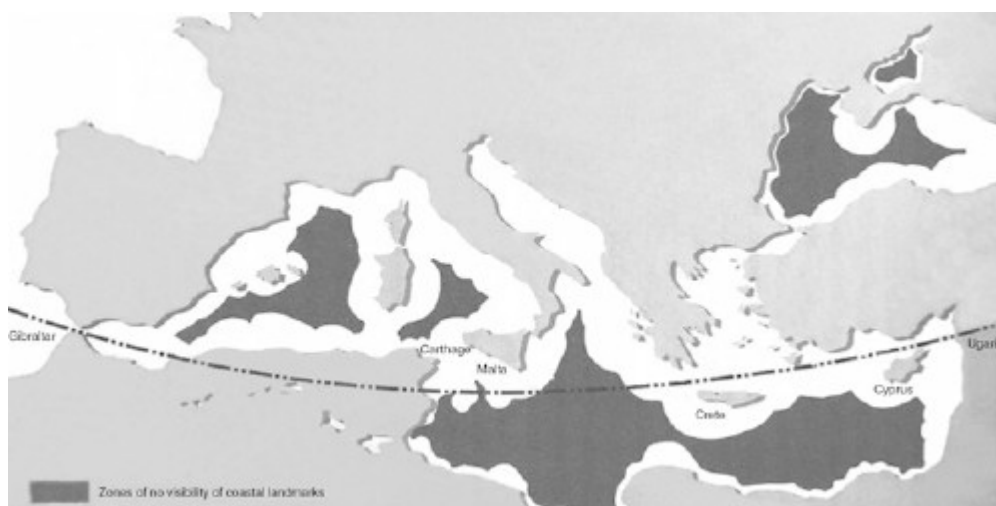 Gibraltar
Carthage
Malta
Ugarit
Crete
Cyprus
Zones of no visibility of coastal landmarks